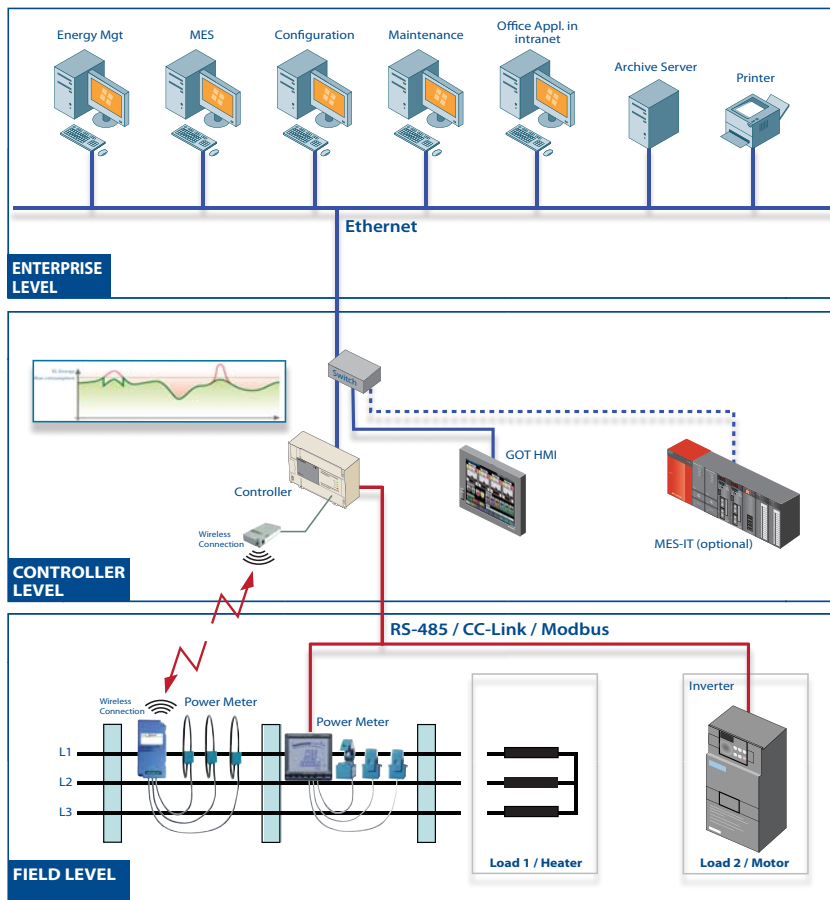 Energy Mgt
MES
Configuration
Maintenance
Office Appl. in
intranet
Archive Server
Printer
Ethernet
ENTERPRISE
LEVEL
Switch
GOT HMI
Controller
Wireless
Connection
MES-IT (optional)
CONTROLLER
LEVEL
RS-485 / CC-Link / Modbus
Inverter
Wireless
Connection
Power Meter
Power Meter
L1
L2
L3
Load 1 / Heater
Load 2 / Motor
FIELD LEVEL